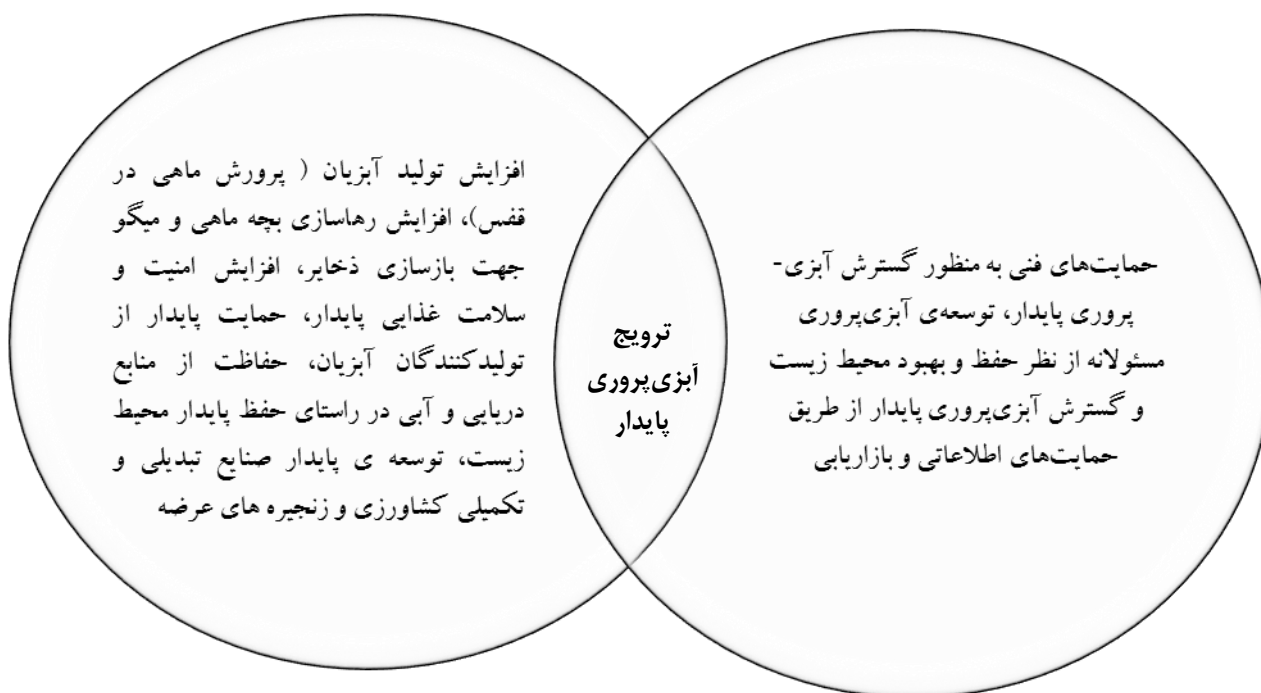 حمایت‌های فنی به منظور گسترش آبزی-
پروری پایدار، توسعه‌ی آبزی‌پروری
مسئولانه از نظر حفظ و بهبود محیط زیست
و گسترش آبزی‌پروری پایدار از طریق
حمایت‌های اطلاعاتی و بازاریابی
ترویج
آبزی‌پروری
پایدار
افزایش تولید آبزیان ( پرورش ماهی در
قفس)، افزایش رهاسازی بچه ماهی و میگو
جهت بازسازی ذخایر، افزایش امنیت و
سلامت غذایی پایدار، حمایت پایدار از
تولیدکنندگان آبزیان، حفاظت از منابع
دریایی و آبی در راستای حفظ پایدار محیط
زیست، توسعه ی پایدار صنایع تبدیلی و
تکمیلی کشاورزی و زنجیره های عرضه